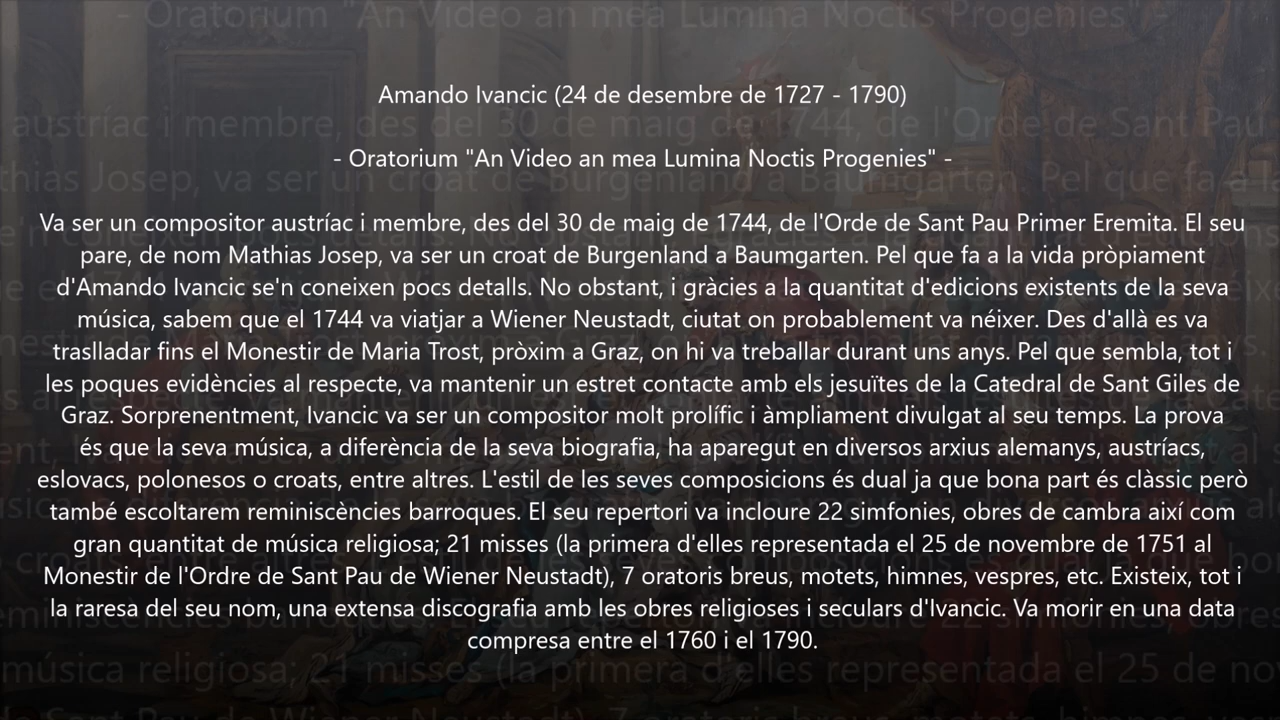 Amando Ivancic (24 de desembre de 1727 - 1790)
- Oratorium "An Video an mea Lumina Noctis Progenies" -
Va ser un compositor austríac i membre, des del 30 de maig de 1744, de l'Orde de Sant Pau Primer Eremita. El seu
pare, de nom Mathias Josep, va ser un croat de Burgenland a Baumgarten. Pel que fa a la vida pròpiament
d'Amando Ivancic se'n coneixen pocs detalls. No obstant, i gràcies a la quantitat d'edicions existents de la seva
música, sabem que el 1744 va viatjar a Wiener Neustadt, ciutat on probablement va néixer. Des d'allà es va
traslladar fins el Monestir de Maria Trost, pròxim a Graz, on hi va treballar durant uns anys. Pel que sembla, tot i
les poques evidències al respecte, va mantenir un estret contacte amb els jesuïtes de la Catedral de Sant Giles de
Graz. Sorprenentment, Ivancic va ser un compositor molt prolífic i àmpliament divulgat al seu temps. La prova
és que la seva música, a diferència de la seva biografia, ha aparegut en diversos arxius alemanys, austríacs,
eslovacs, polonesos o croats, entre altres. L'estil de les seves composicions és dual ja que bona part és clàssic però
també escoltarem reminiscències barroques. El seu repertori va incloure 22 simfonies, obres de cambra així com
gran quantitat de música religiosa; 21 misses (la primera d'elles representada el 25 de novembre de 1751 al
Monestir de l'Ordre de Sant Pau de Wiener Neustadt), 7 oratoris breus, motets, himnes, vespres, etc. Existeix, tot i
la raresa del seu nom, una extensa discografia amb les obres religioses i seculars d'Ivancic. Va morir en una data
compresa entre el 1760 i el 1790.